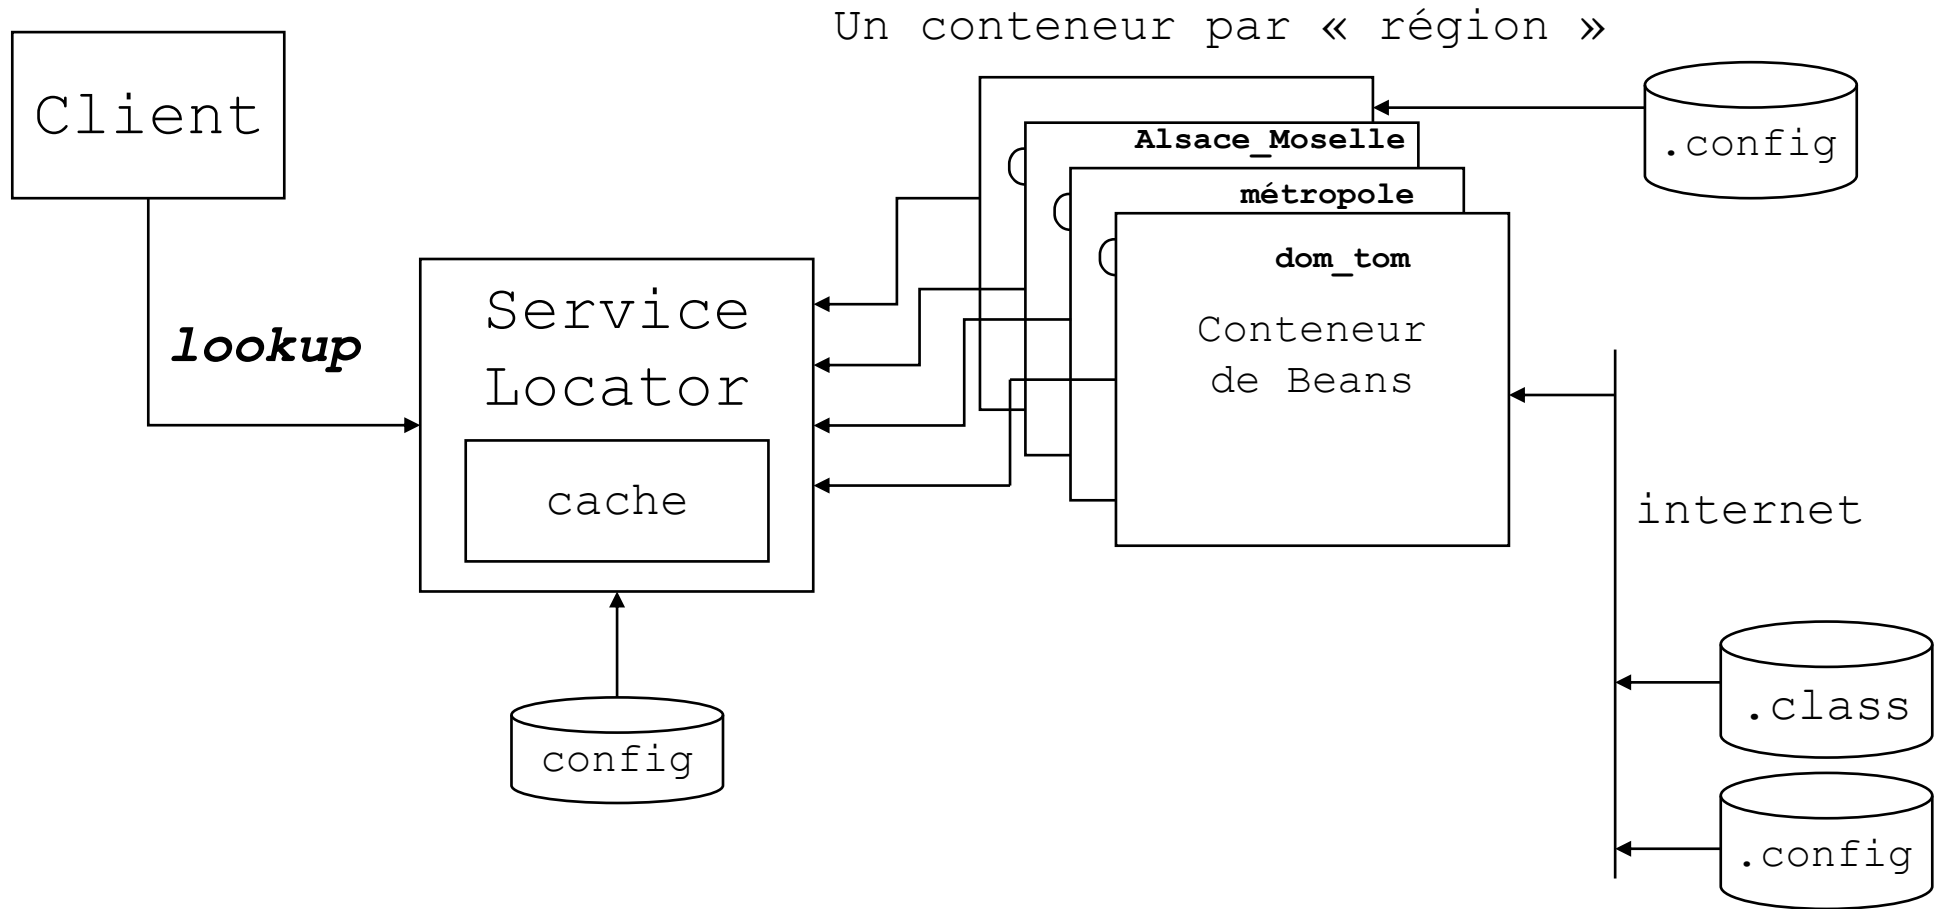 Un conteneur par « région »
Client
.config
Alsace_Moselle
métropole
dom_tom
Service
Locator
lookup
Conteneur
de Beans
cache
internet
config
.class
.config